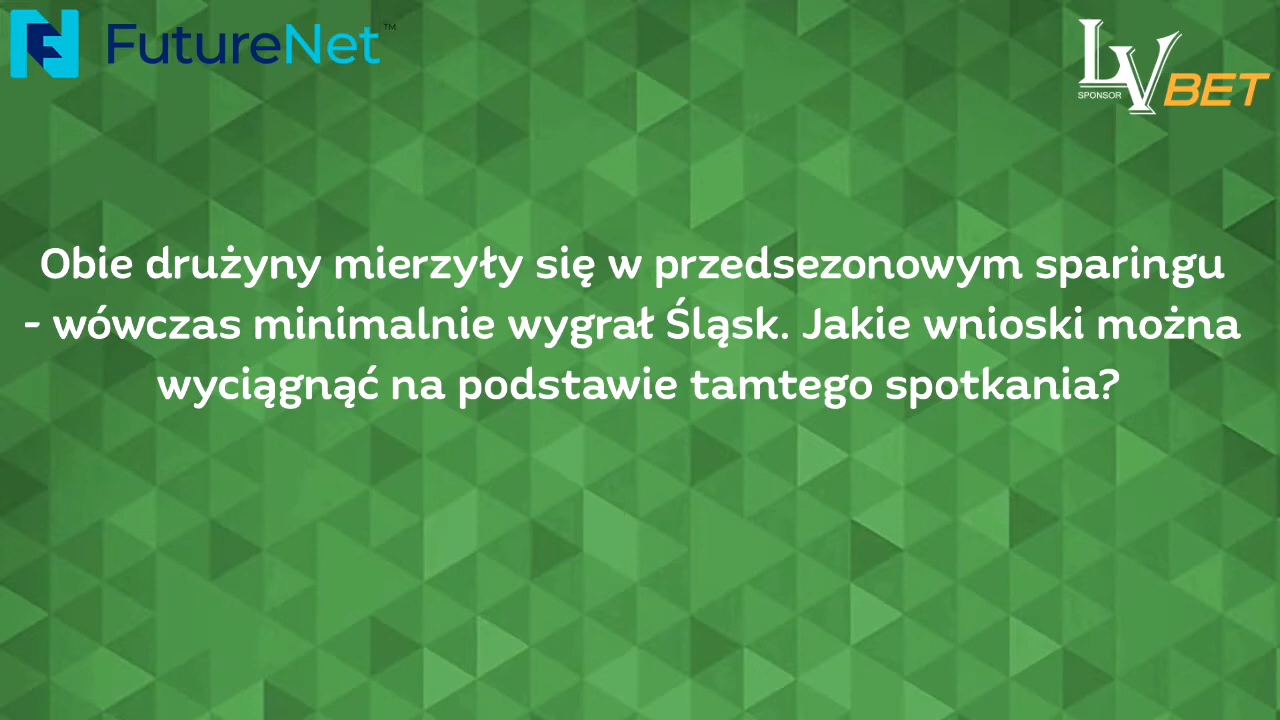 FutureNet™
LV BET
SPONSOR
Obie drużyny mierzyły się w przedsezonowym sparingu
- wówczas minimalnie wygrał Śląsk. Jakie wnioski można
wyciągnąć na podstawie tamtego spotkania?